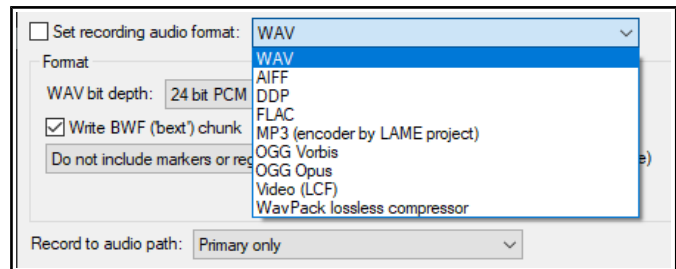 Set recording audio format: WAV
WAV
Format
AIFF
WAV bit depth: 24 bit PCM
DDP
FLAC
Write BWF ('bext') chunk
MP3 (encoder by LAME project)
OGG Vorbis
Do not include markers or e)
OGG Opus
Video (LCF)
WavPack lossless compressor
Record to audio path: Primary only